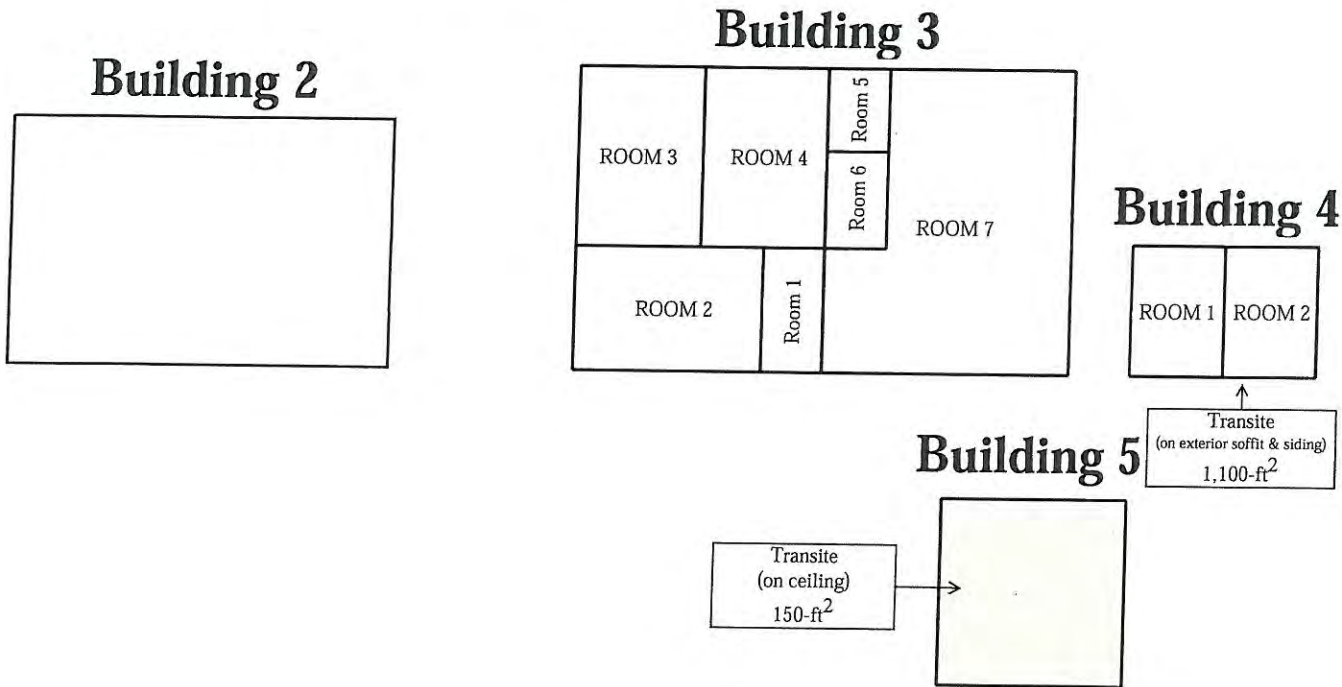 Building 2
Building 3
ROOM 3
ROOM 4
Room 5
Room 6
ROOM 7
ROOM 2
Room 1
Building 4
ROOM 1
ROOM 2
Transite
(on exterior soffit & siding)
1,100-ft²
Building 5
Transite
(on ceiling)
150-ft²